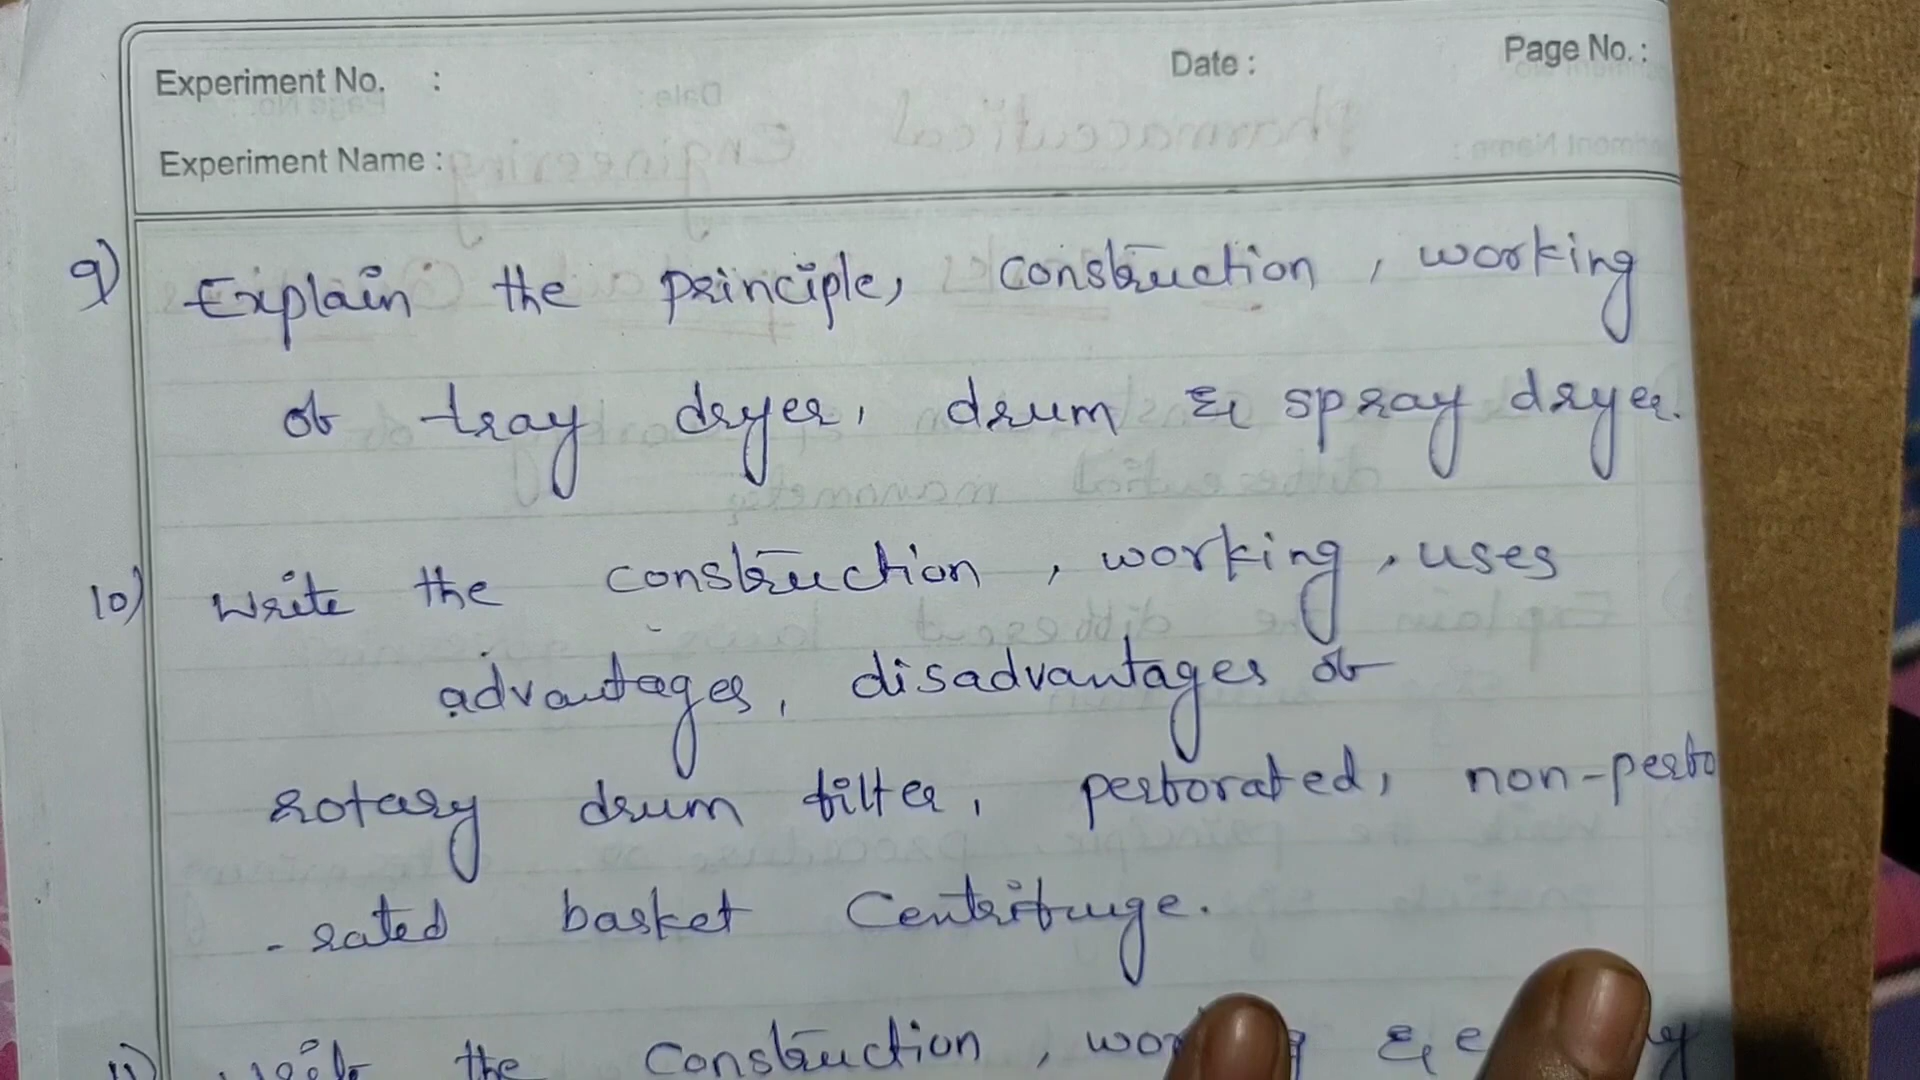 Experiment No. :
Date :
Page No. :
Experiment Name :
9) Explain the principle, construction, working
of tray dryer, drum & spray dryer.
10) Write the construction, working, uses
advantages, disadvantages of
rotary drum filter, perforated, non-perfo
-rated basket Centrifuge.
11) Write the Construction,